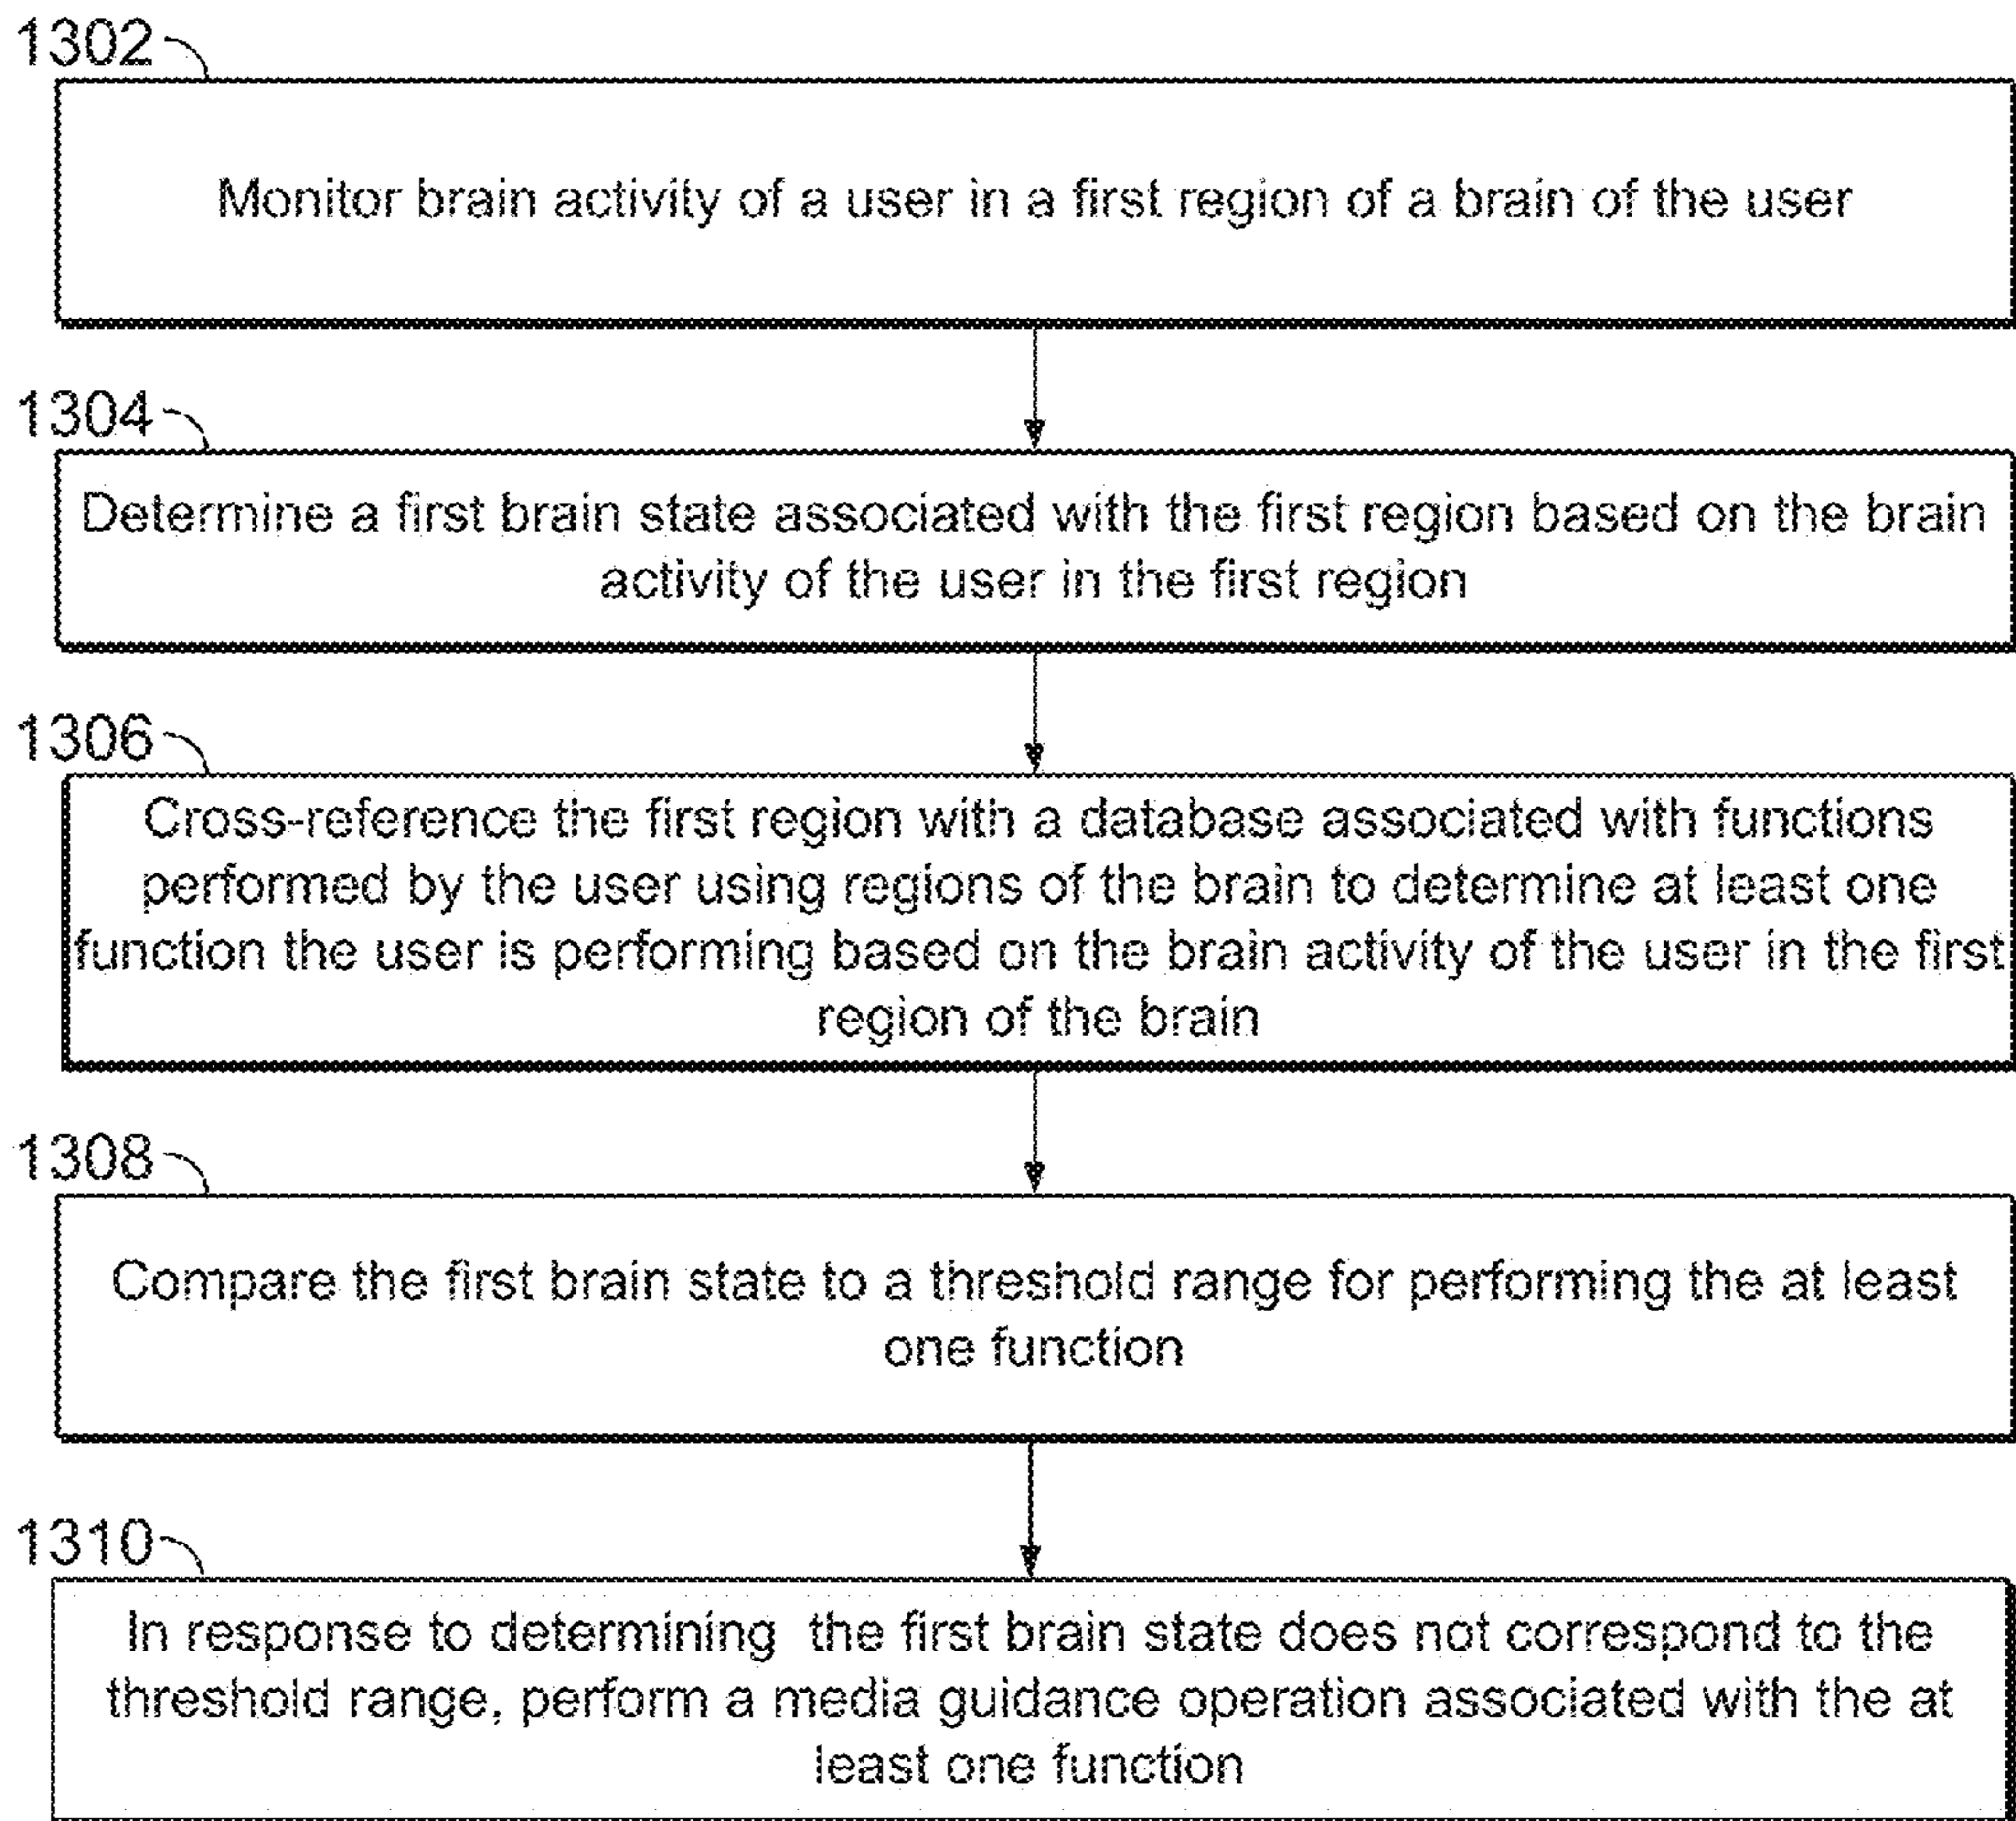 1302
Monitor brain activity of a user in a first region of a brain of the user
1304
Determine a first brain state associated with the first region based on the brain
activity of the user in the first region
1306
Cross-reference the first region with a database associated with functions
performed by the user using regions of the brain to determine at least one
function the user is performing based on the brain activity of the user in the first
region of the brain
1308
Compare the first brain state to a threshold range for performing the at least
one function
1310
In response to determining the first brain state does not correspond to the
threshold range, perform a media guidance operation associated with the at
least one function